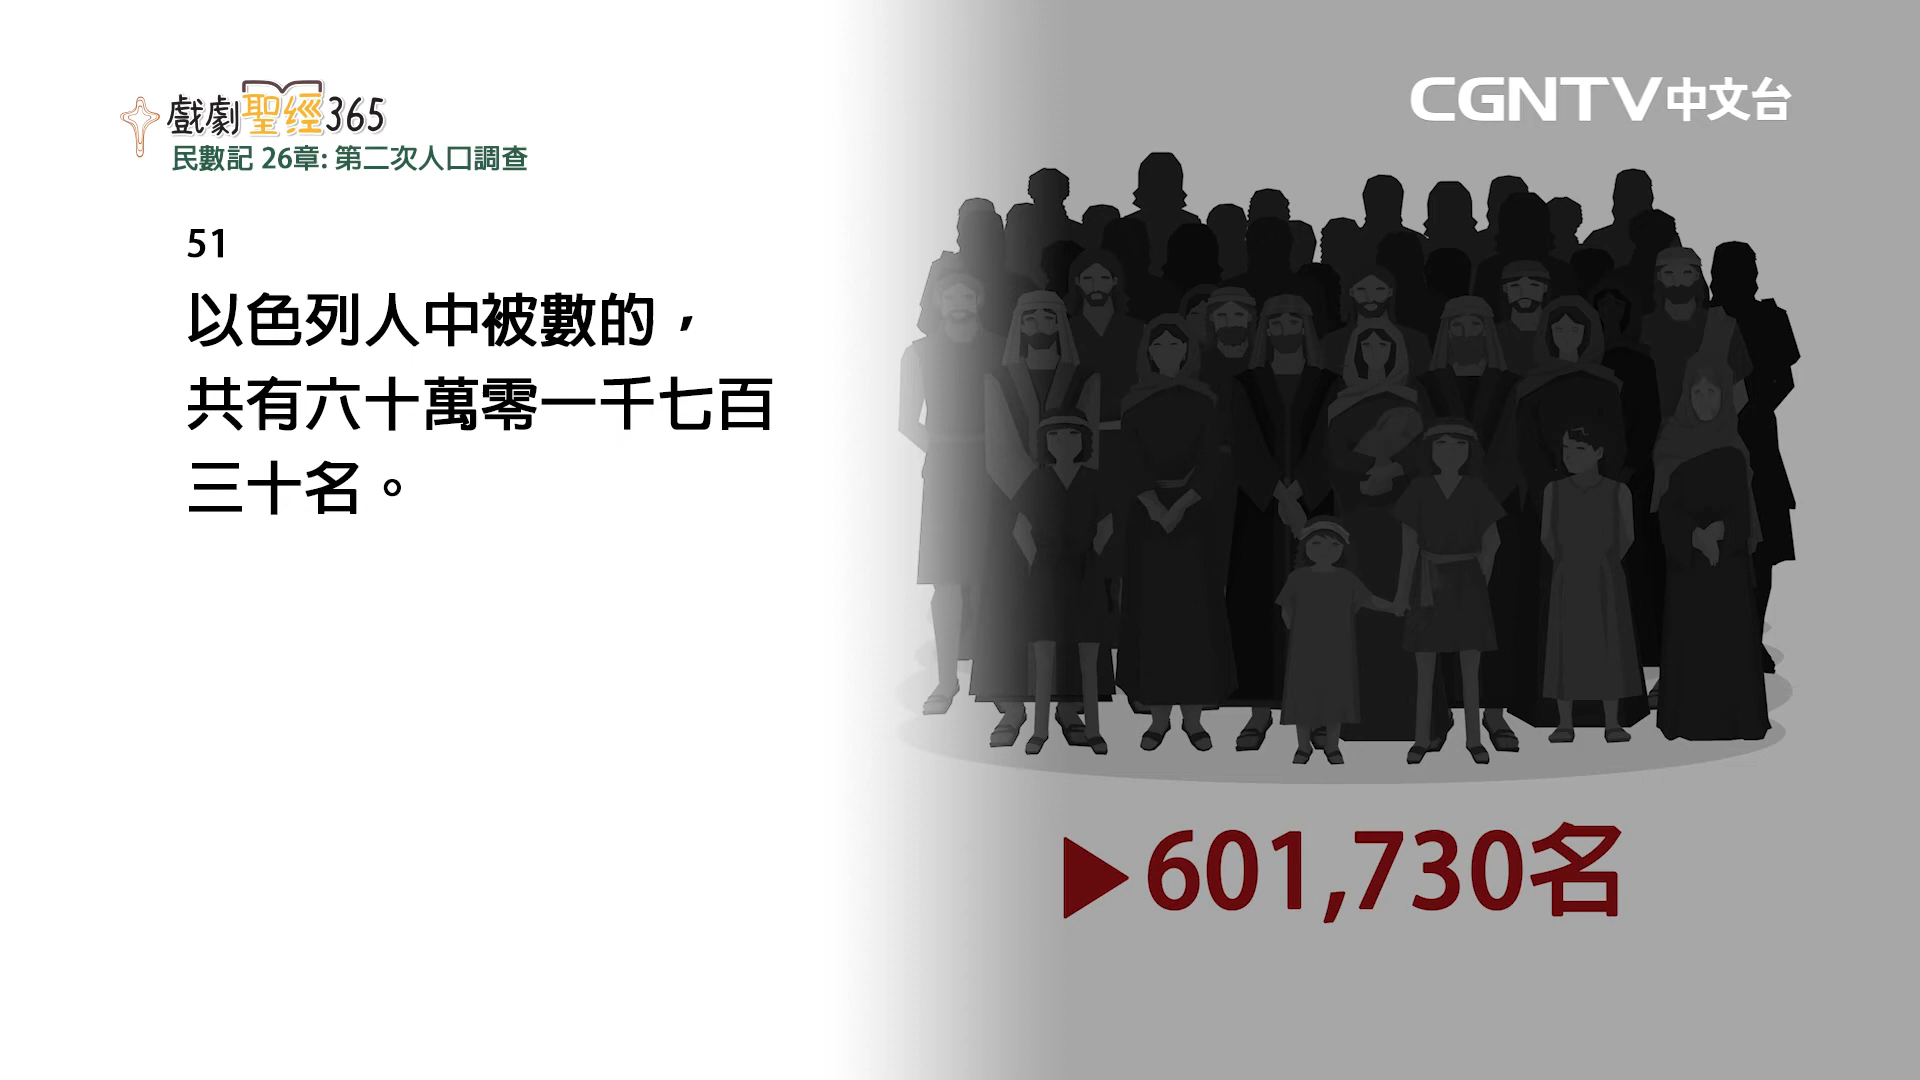 戲劇聖經365
民數記 26章: 第二次人口調查
CGNTV中文台
51
以色列人中被數的，
共有六十萬零一千七百
三十名。
▶601,730名